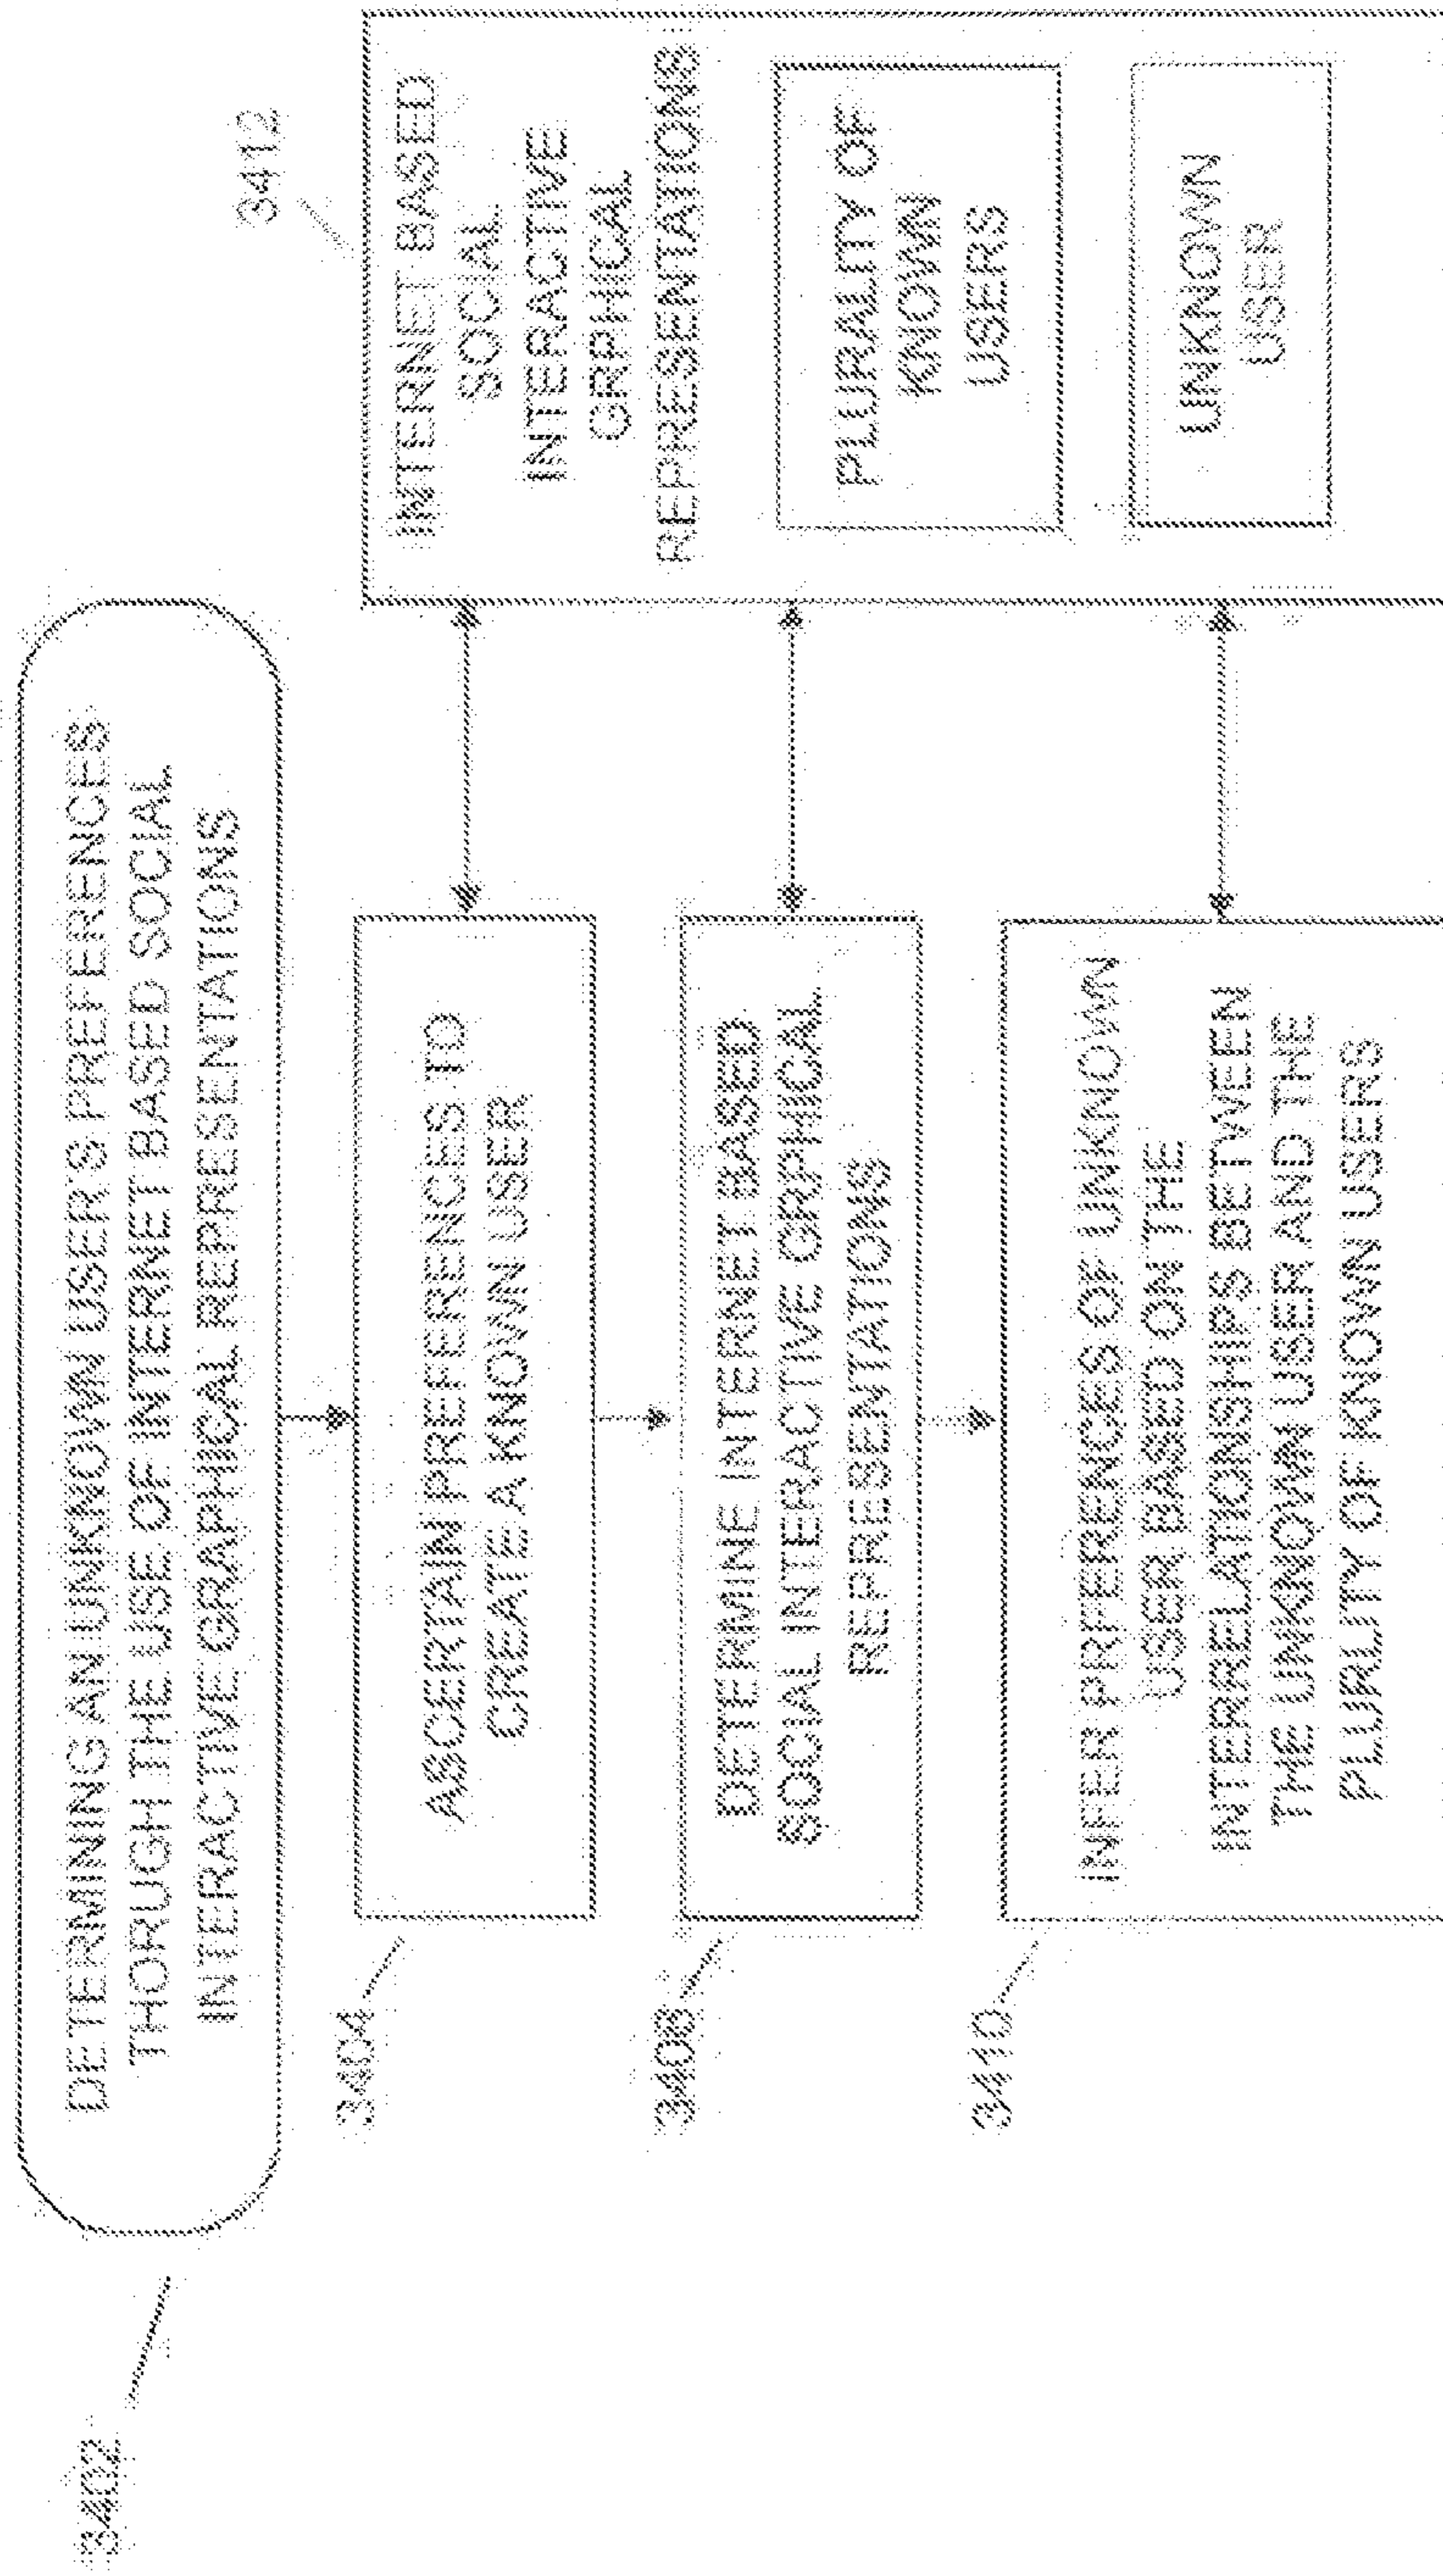 3402
DETERMINING AN UNKNOWN USER'S PREFERENCES
THORUGH THE USE OF INTERNET BASED SOCIAL
INTERACTIVE GRAPHICAL REPRESENTATIONS
3404
ASCERTAIN PREFERENCES TO
CREATE A KNOWN USER
3408
DETERMINE INTERNET BASED
SOCIAL INTERACTIVE GRPHICAL
REPRESENTATIONS
3410
INFER PRFERENCES OF UNKNOWN
USER BASED ON THE
INTERRELATIONSHIPS BETWEEN
THE UNKNOWN USER AND THE
PLURLITY OF KNOWN USERS
3412
INTERNET BASED
SOCIAL
INTERACTIVE
GRPHICAL
REPRESENTATIONS
PLURALITY OF
KNOWN
USERS
UNKNOWN
USER